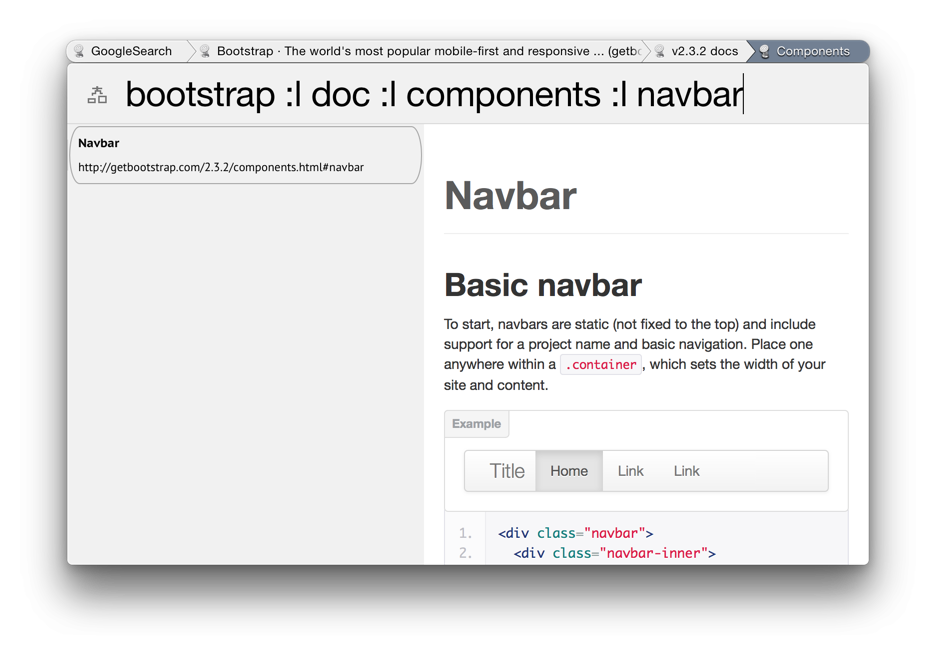 GoogleSearch
Bootstrap · The world's most popular mobile-first and responsive ... (getbo
v2.3.2 docs
Components
bootstrap :l doc :l components :l navbar
Navbar
http://getbootstrap.com/2.3.2/components.html#navbar
Navbar
Basic navbar
To start, navbars are static (not fixed to the top) and include
support for a project name and basic navigation. Place one
anywhere within a .container, which sets the width of your
site and content.
Example
Title Home Link Link
1. <div class="navbar">
2. <div class="navbar-inner">